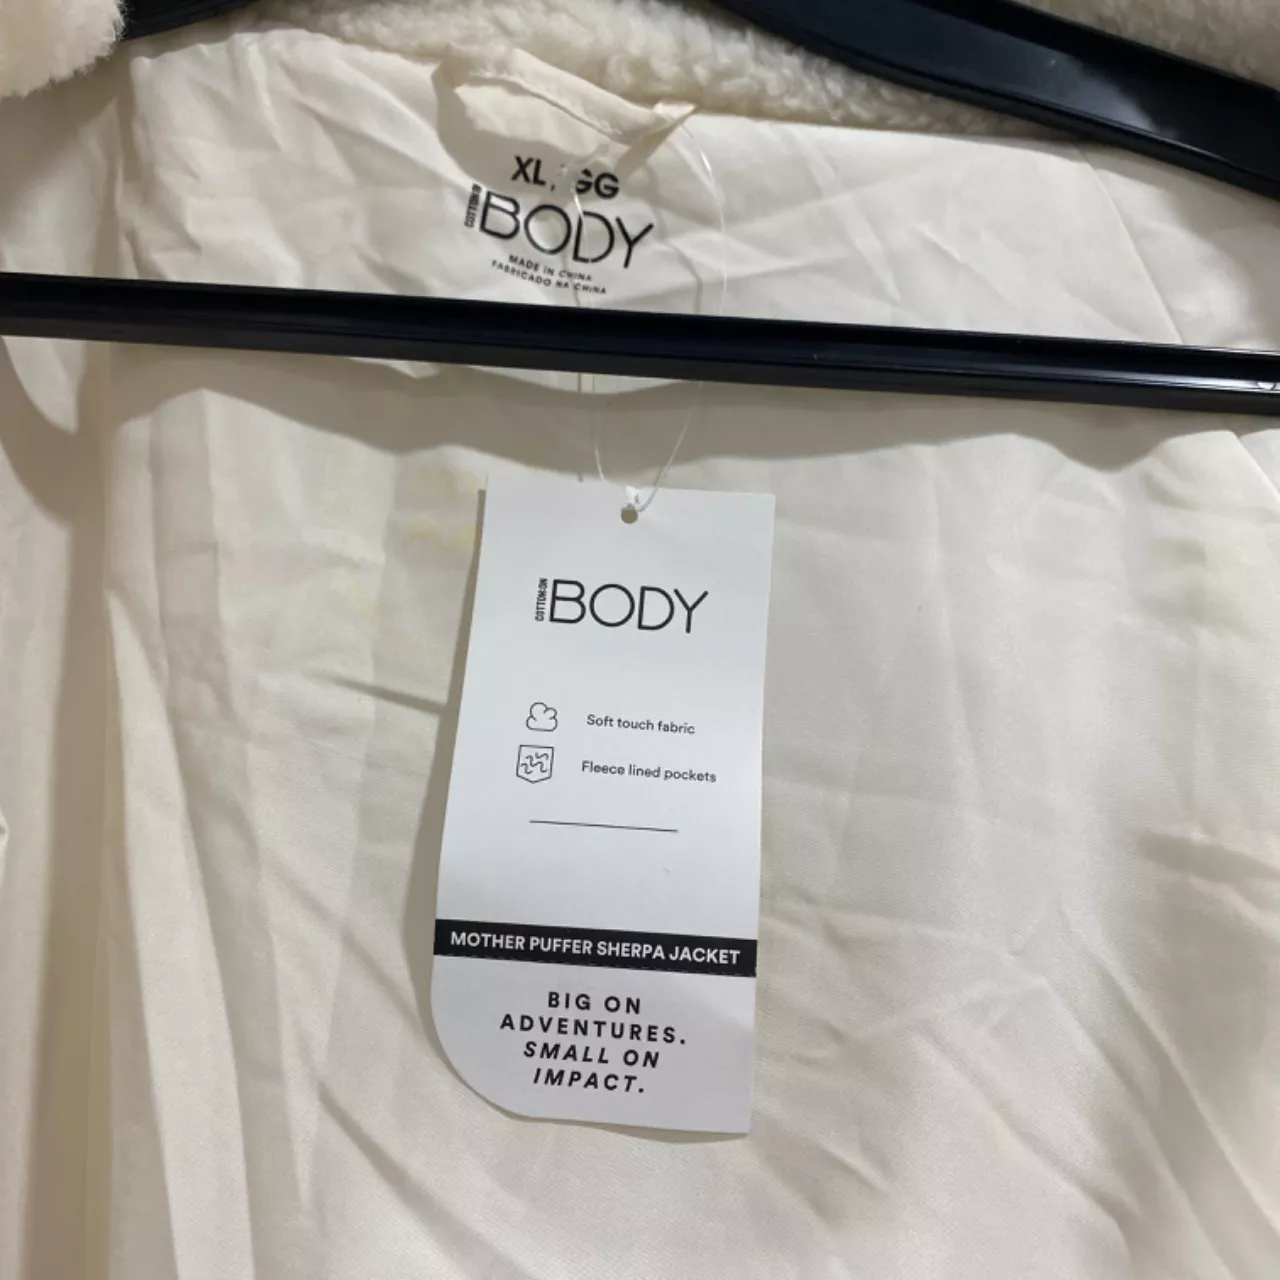 XL, GG
COTTON:ON
BODY
MADE IN CHINA
FABRICADO NA CHINA
COTTON:ON
BODY
Soft touch fabric
Fleece lined pockets
MOTHER PUFFER SHERPA JACKET
BIG ON
ADVENTURES.
SMALL ON
IMPACT.